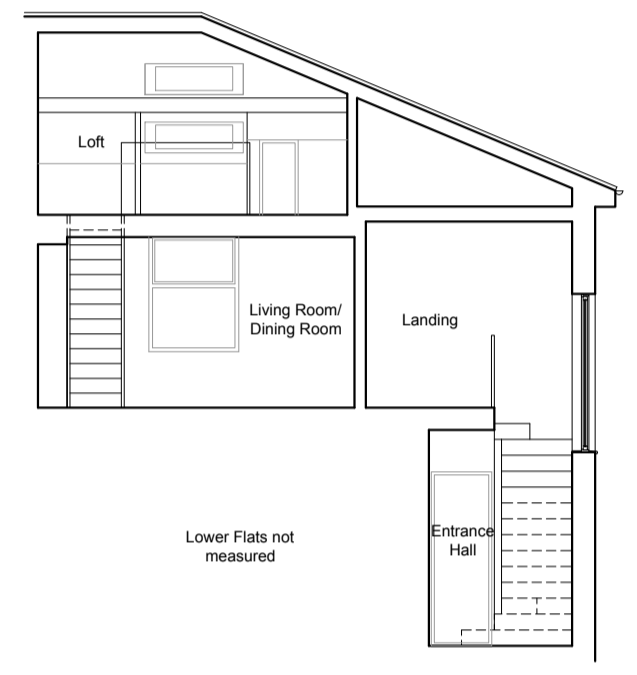 Loft
Living Room/
Dining Room
Landing
Entrance
Hall
Lower Flats not
measured